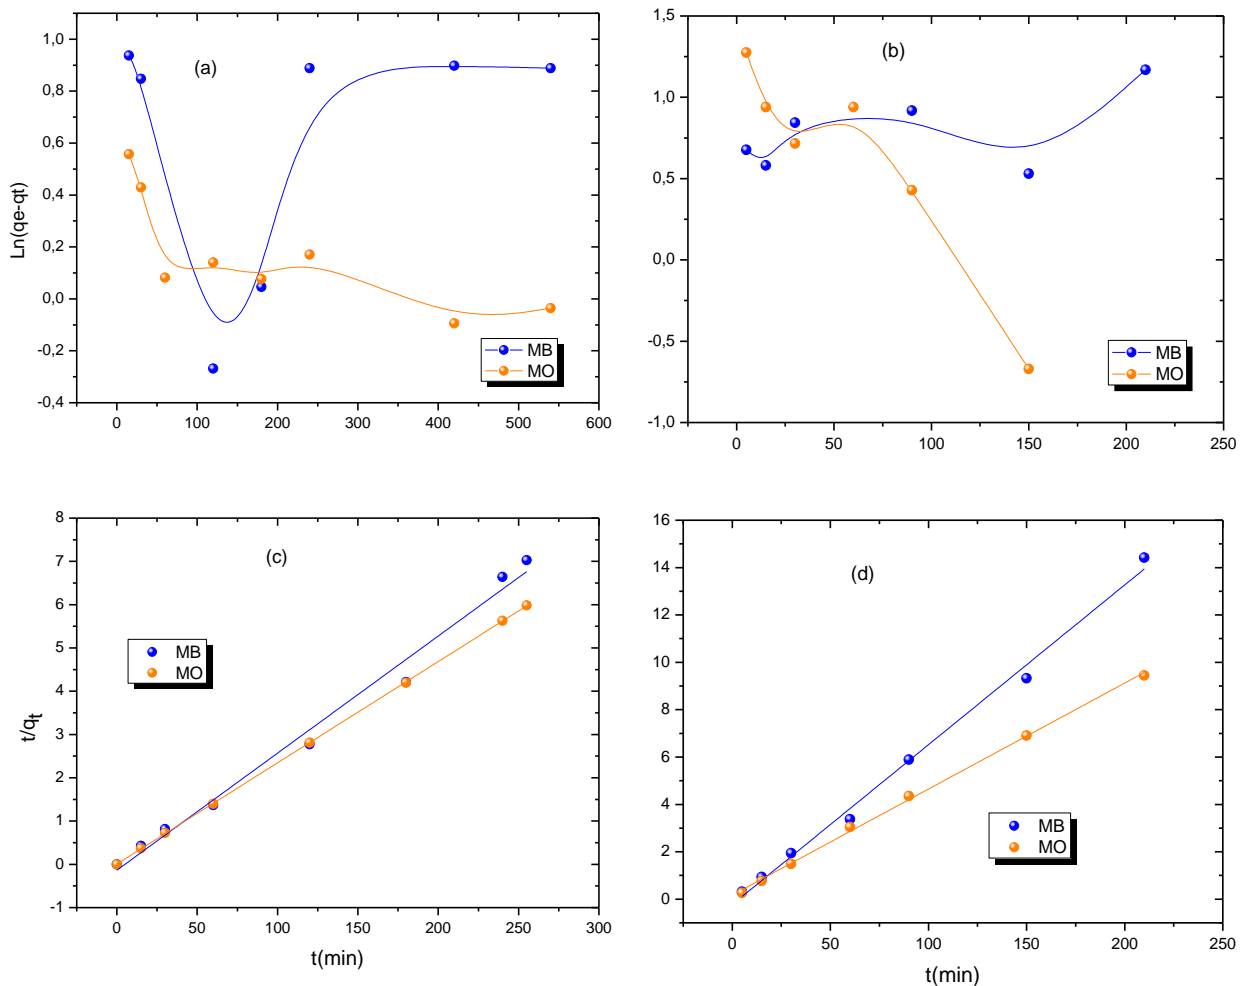 (a)
Ln(qe-qt)
1,0
0,8
0,6
0,4
0,2
0,0
-0,2
-0,4
0 100 200 300 400 500 600
MB
MO
(b)
1,5
1,0
0,5
0,0
-0,5
-1,0
0 50 100 150 200 250
MB
MO
(c)
t/qt
8
7
6
5
4
3
2
1
0
-1
0 50 100 150 200 250 300
t(min)
MB
MO
(d)
16
14
12
10
8
6
4
2
0
0 50 100 150 200 250
t(min)
MB
MO